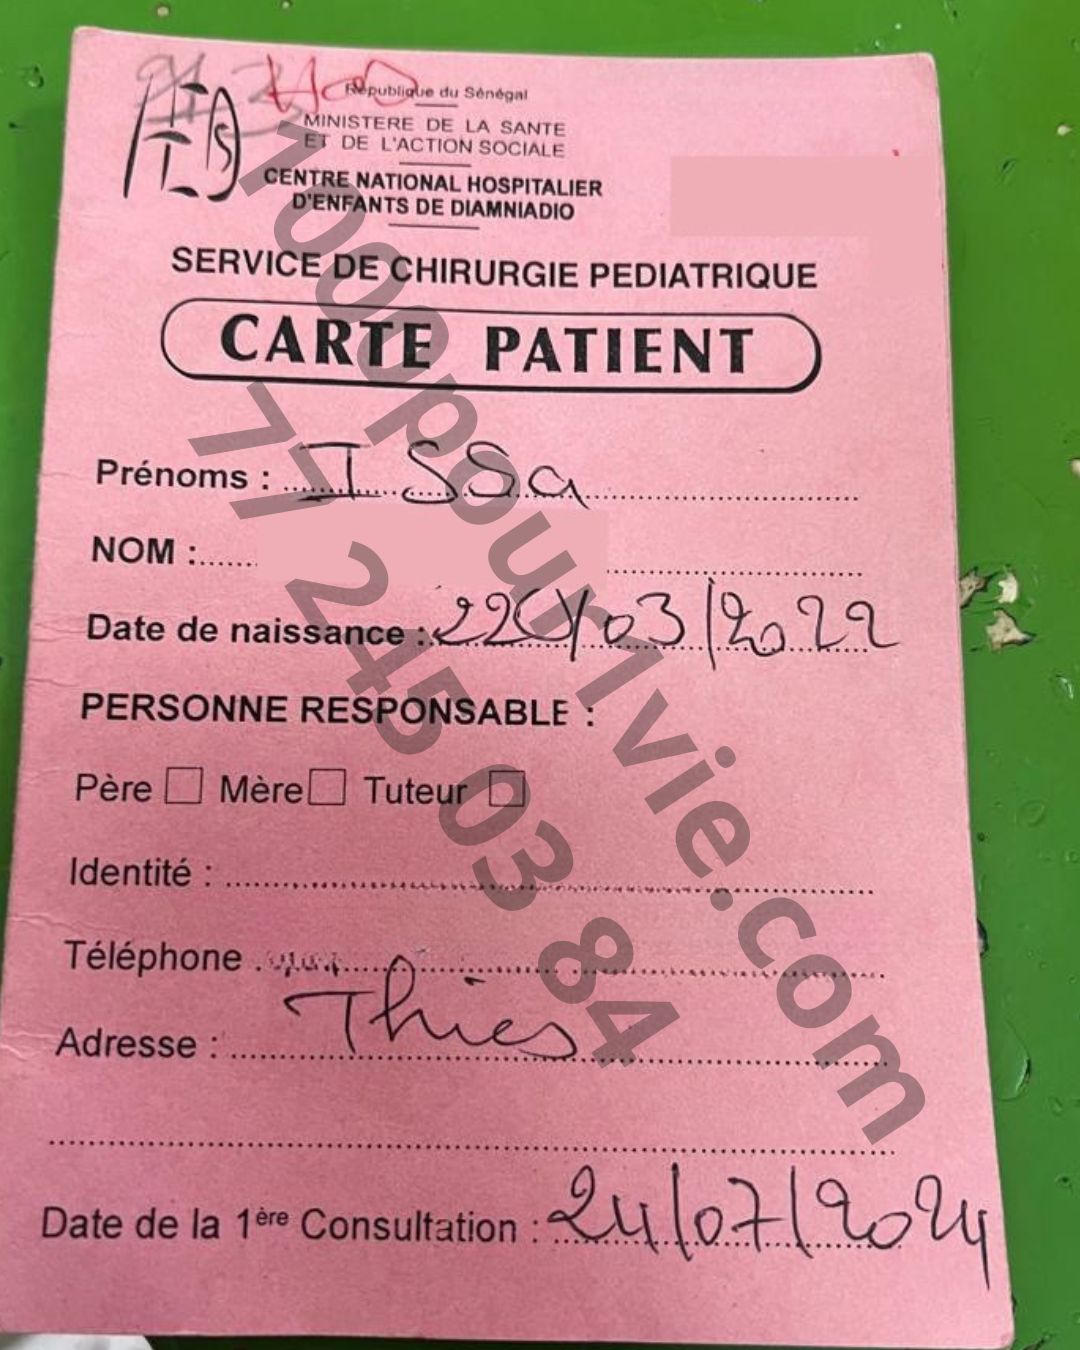 République du Sénégal
MINISTERE DE LA SANTE
ET DE L'ACTION SOCIALE
CENTRE NATIONAL HOSPITALIER
D'ENFANTS DE DIAMNIADIO
SERVICE DE CHIRURGIE PEDIATRIQUE
CARTE PATIENT
Prénoms : ISSa
NOM :
Date de naissance : 22/03/2022
PERSONNE RESPONSABLE :
Père Mère Tuteur
Identité :
Téléphone
Adresse : Thies
Date de la 1ère Consultation : 24/07/2024
1000pour1vie.com
77 245 03 84